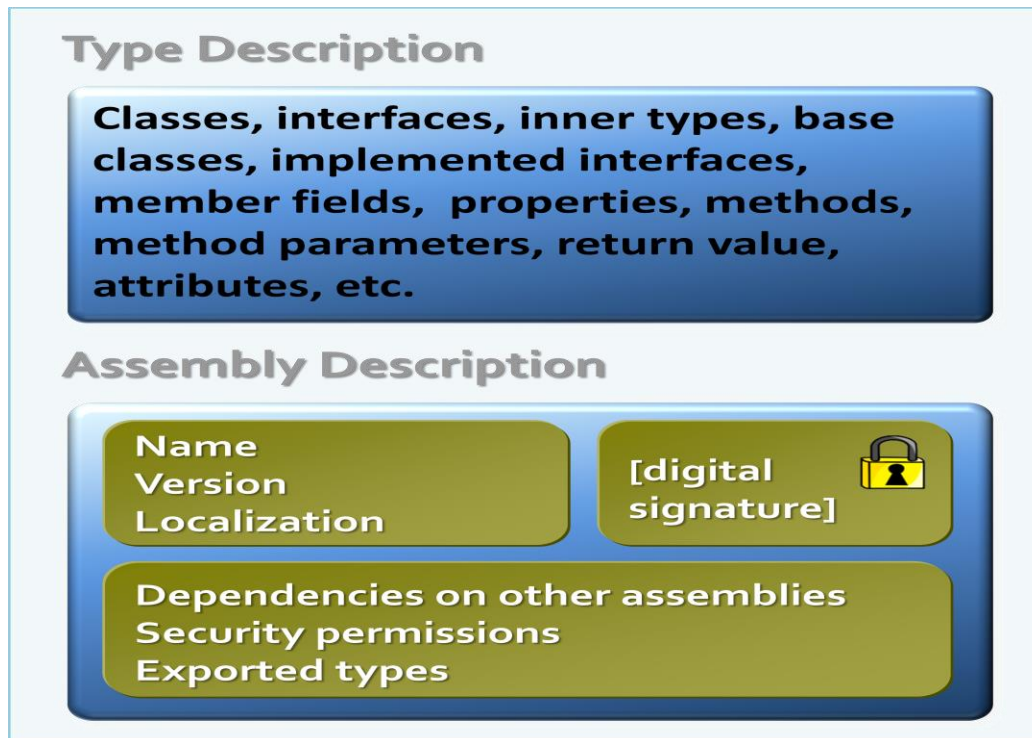 Type Description
Classes, interfaces, inner types, base
classes, implemented interfaces,
member fields,  properties, methods,
method parameters, return value,
attributes, etc.
Assembly Description
Name
Version
Localization
[digital
signature]
Dependencies on other assemblies
Security permissions
Exported types